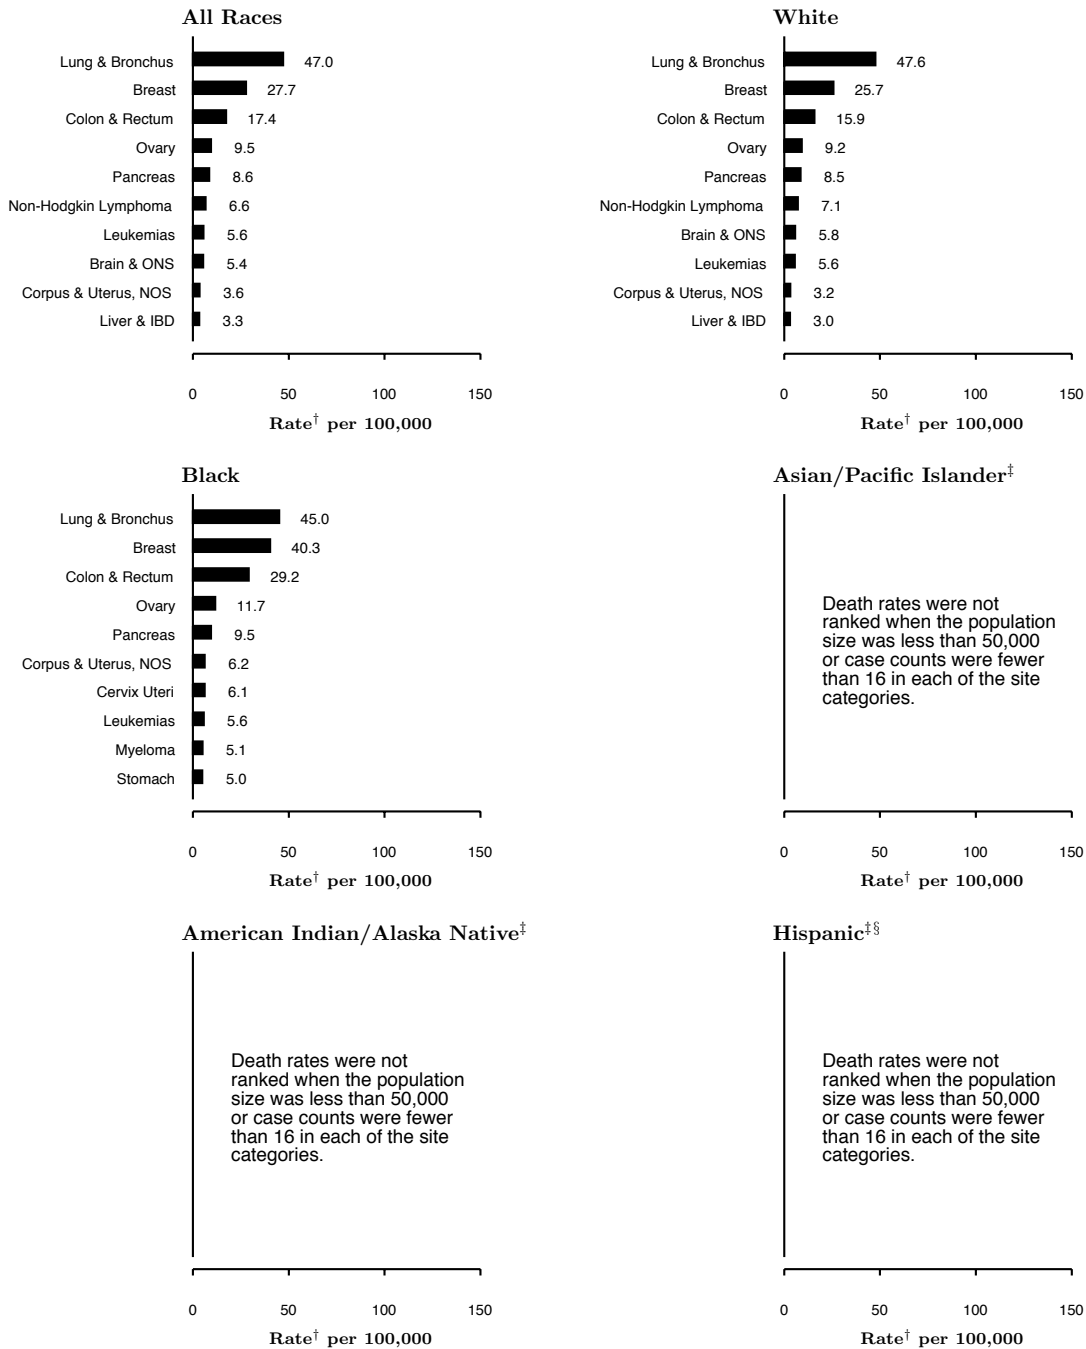 All Races
Lung & Bronchus 47.0
Breast 27.7
Colon & Rectum 17.4
Ovary 9.5
Pancreas 8.6
Non-Hodgkin Lymphoma 6.6
Leukemias 5.6
Brain & ONS 5.4
Corpus & Uterus, NOS 3.6
Liver & IBD 3.3
0 50 100 150
Rate† per 100,000
White
Lung & Bronchus 47.6
Breast 25.7
Colon & Rectum 15.9
Ovary 9.2
Pancreas 8.5
Non-Hodgkin Lymphoma 7.1
Brain & ONS 5.8
Leukemias 5.6
Corpus & Uterus, NOS 3.2
Liver & IBD 3.0
0 50 100 150
Rate† per 100,000
Black
Lung & Bronchus 45.0
Breast 40.3
Colon & Rectum 29.2
Ovary 11.7
Pancreas 9.5
Corpus & Uterus, NOS 6.2
Cervix Uteri 6.1
Leukemias 5.6
Myeloma 5.1
Stomach 5.0
0 50 100 150
Rate† per 100,000
Asian/Pacific Islander‡
Death rates were not
ranked when the population
size was less than 50,000
or case counts were fewer
than 16 in each of the site
categories.
0 50 100 150
Rate† per 100,000
American Indian/Alaska Native‡
Death rates were not
ranked when the population
size was less than 50,000
or case counts were fewer
than 16 in each of the site
categories.
0 50 100 150
Rate† per 100,000
Hispanic‡§
Death rates were not
ranked when the population
size was less than 50,000
or case counts were fewer
than 16 in each of the site
categories.
0 50 100 150
Rate† per 100,000